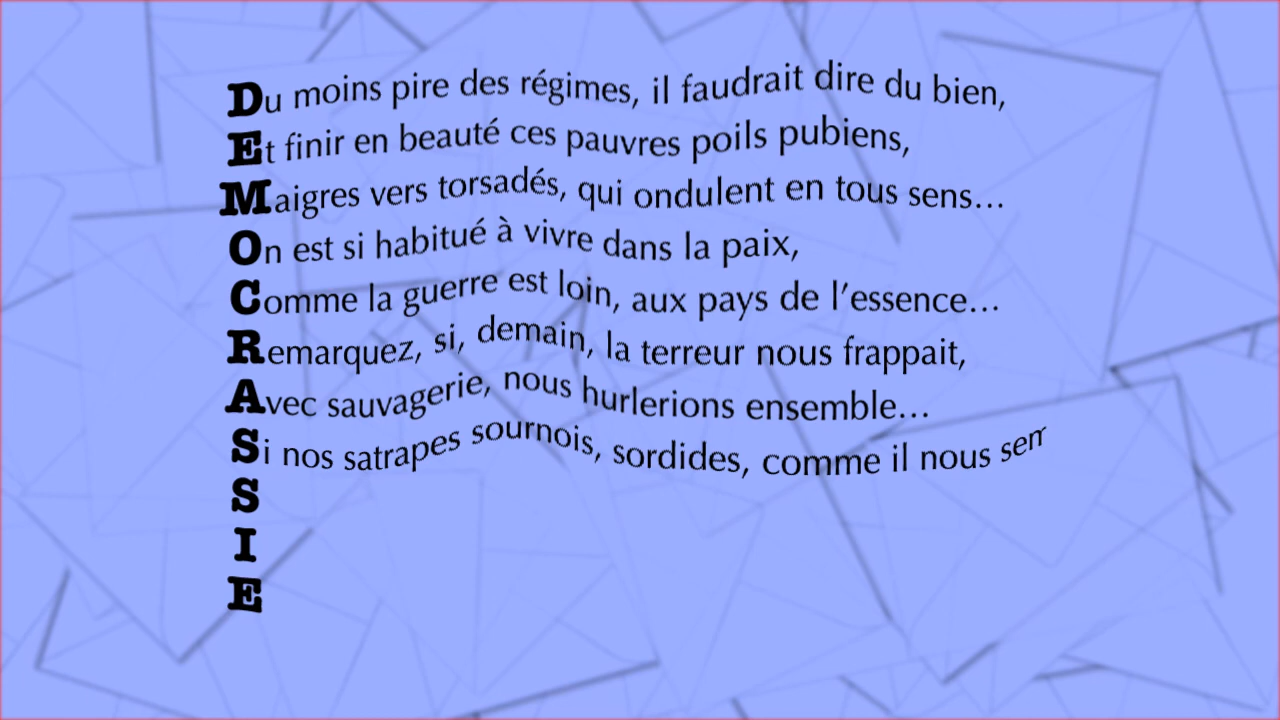 Du moins pire des régimes, il faudrait dire du bien,
Et finir en beauté ces pauvres poils pubiens,
Maigres vers torsadés, qui ondulent en tous sens…
On est si habitué à vivre dans la paix,
Comme la guerre est loin, aux pays de l’essence…
Remarquez, si, demain, la terreur nous frappait,
Avec sauvagerie, nous hurlerions ensemble…
Si nos satrapes sournois, sordides, comme il nous
S
I
E